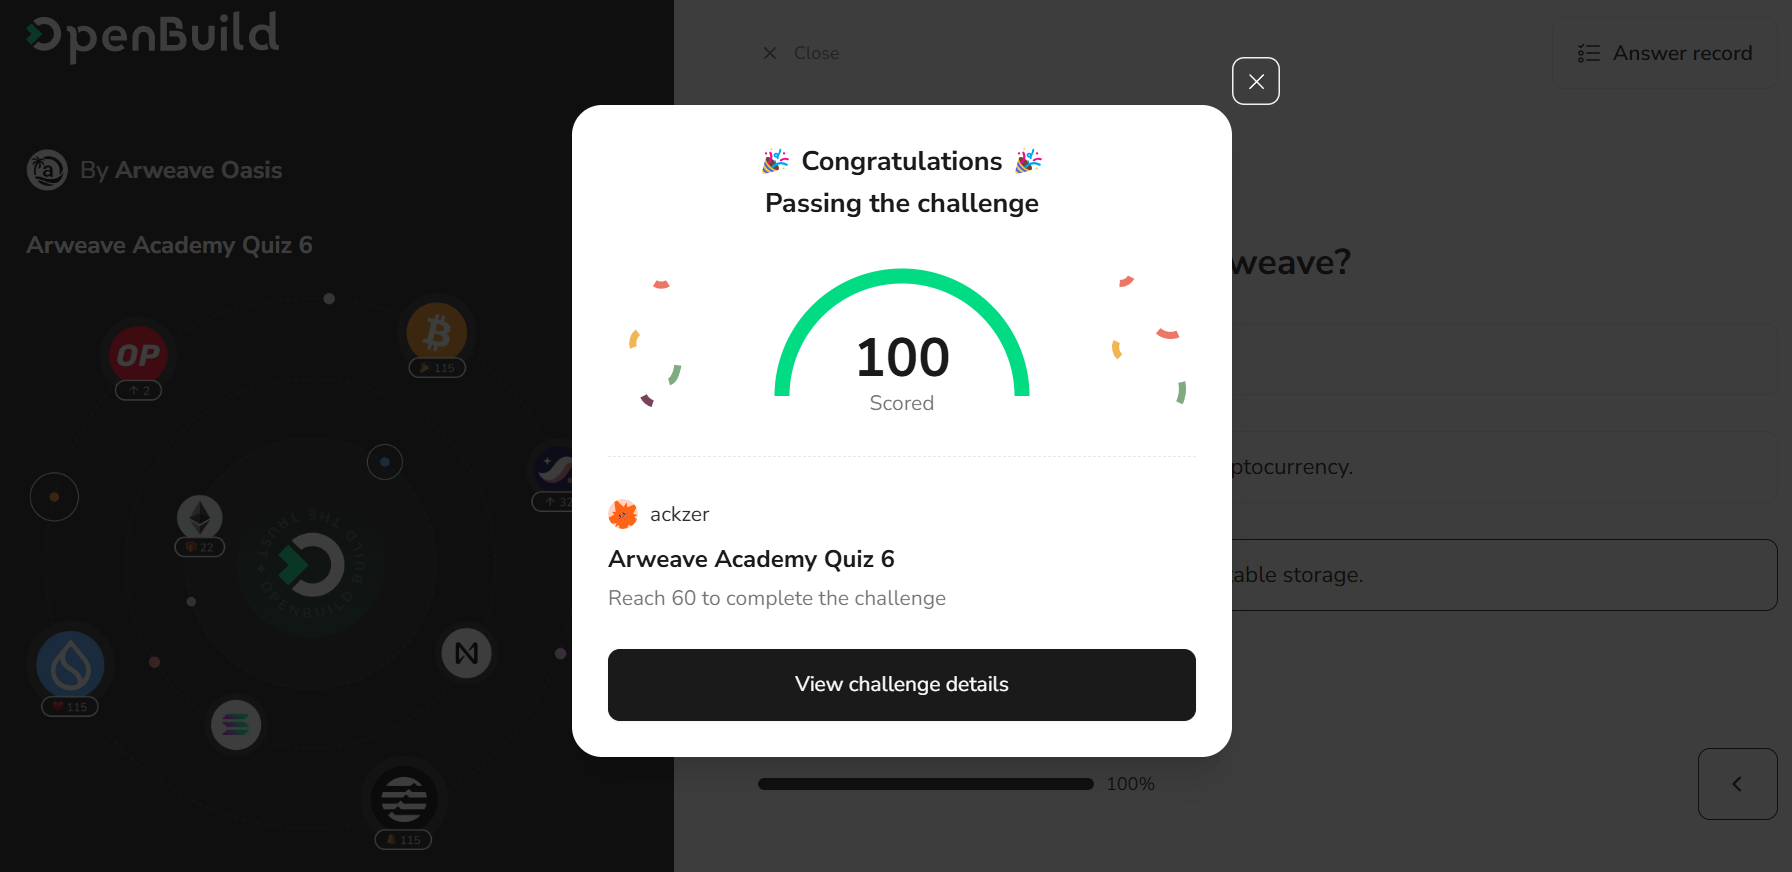 OpenBuild
Close
Answer record
By Arweave Oasis
Arweave Academy Quiz 6
🎉 Congratulations 🎉
Passing the challenge
weave?
OP
2
115
100
Scored
ptocurrency.
32
THE TRUST
BUILD
OPENBUILD
22
ackzer
Arweave Academy Quiz 6
Reach 60 to complete the challenge
table storage.
View challenge details
115
100%
115